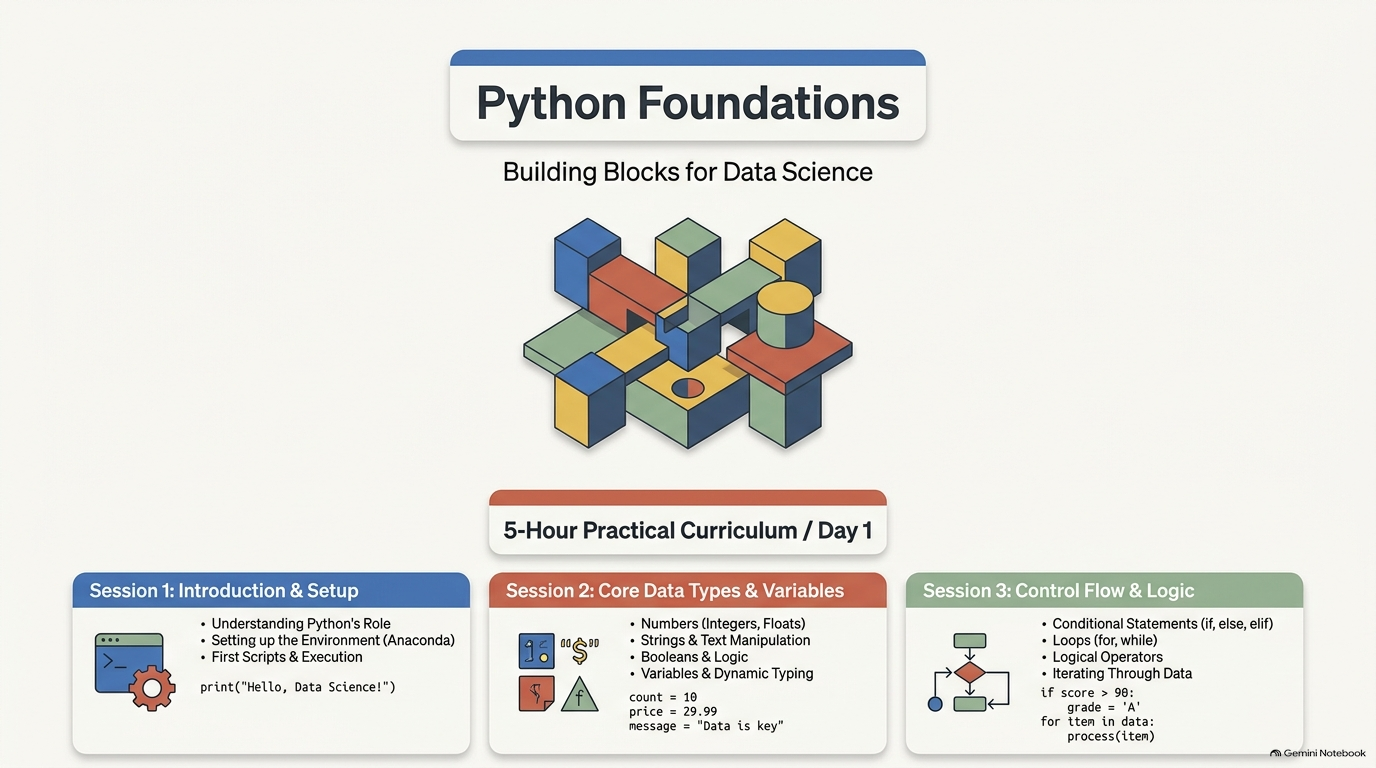 Python Foundations
Building Blocks for Data Science
5-Hour Practical Curriculum / Day 1
Session 1: Introduction & Setup
• Understanding Python's Role
• Setting up the Environment (Anaconda)
• First Scripts & Execution
>_
print("Hello, Data Science!")
Session 2: Core Data Types & Variables
• Numbers (Integers, Floats)
• Strings & Text Manipulation
• Booleans & Logic
• Variables & Dynamic Typing
"$"
f
count = 10
price = 29.99
message = "Data is key"
Session 3: Control Flow & Logic
• Conditional Statements (if, else, elif)
• Loops (for, while)
• Logical Operators
• Iterating Through Data
if score > 90:
    grade = 'A'
for item in data:
    process(item)
Gemini Notebook